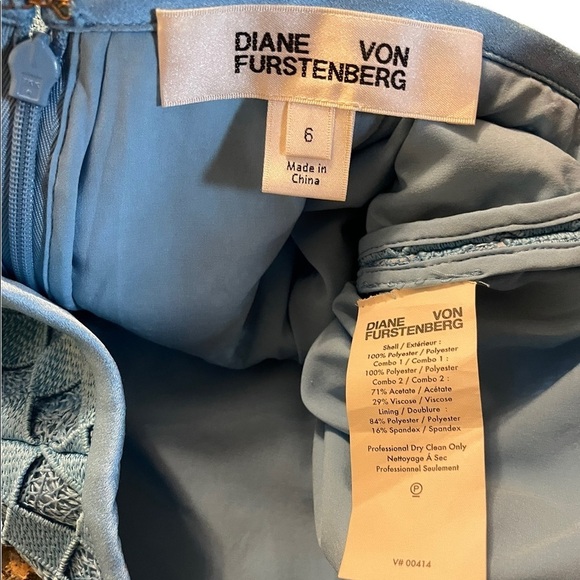 DIANE VON
FURSTENBERG
6
Made in
China
DIANE VON
FURSTENBERG
Shell / Extérieur :
100% Polyester / Polyester
Combo 1 / Combo 1 :
100% Polyester / Polyester
Combo 2 / Combo 2 :
71% Acetate / Acétate
29% Viscose / Viscose
Lining / Doublure :
84% Polyester / Polyester
16% Spandex / Spandex
Professional Dry Clean Only
Nettoyage À Sec
Professionnel Seulement
P
V# 00414